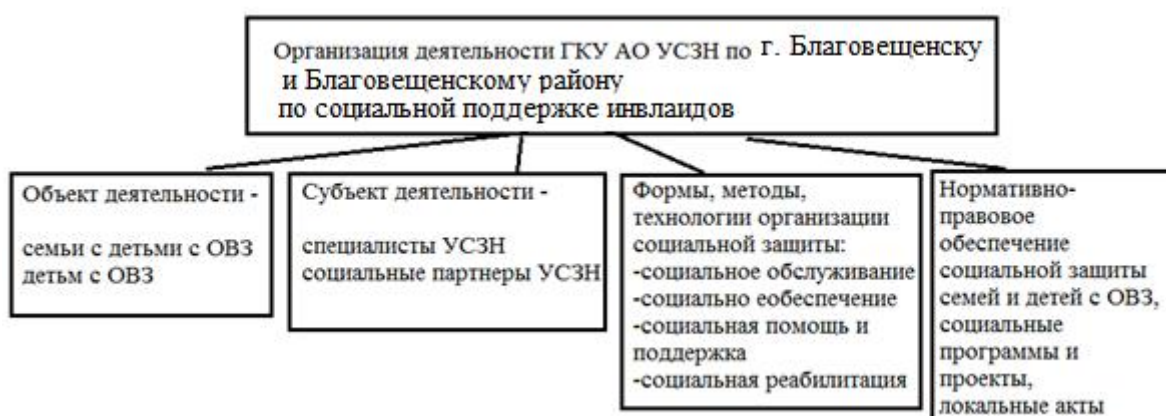 Организация деятельности ГКУ АО УСЗН по г. Благовещенску
и Благовещенскому району
по социальной поддержке инвлаидов
Объект деятельности -
семьи с детьми с ОВЗ
детьм с ОВЗ
Субъект деятельности -
специалисты УСЗН
социальные партнеры УСЗН
Формы, методы,
технологии организации
социальной защиты:
-социальное обслуживание
-социально еобеспечение
-социальная помощь и
поддержка
-социальная реабилитация
Нормативно-
правовое
обеспечение
социальной защиты
семей и детей с ОВЗ,
социальные
программы и
проекты,
локальные акты